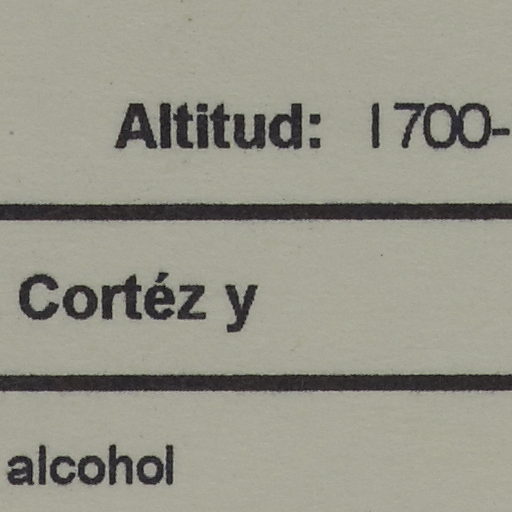 Altitud: 1700-
Cortéz y
alcohol